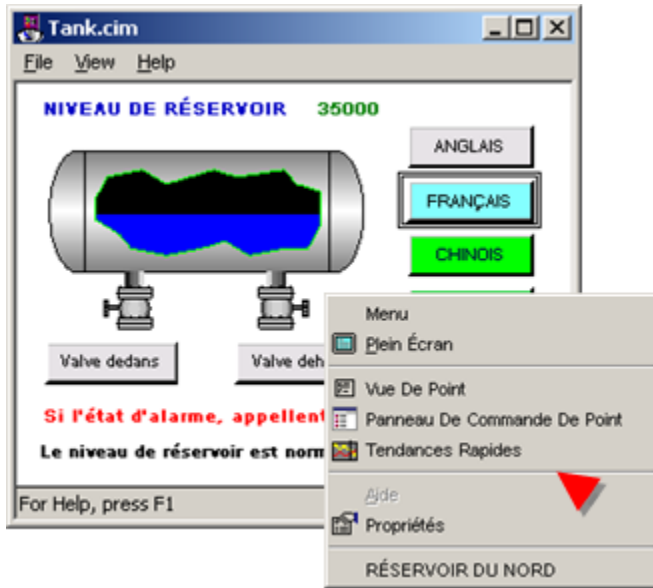 Tank.cim
File View Help
NIVEAU DE RÉSERVOIR 35000
ANGLAIS
FRANÇAIS
CHINOIS
Valve dedans
Valve deh
Si l'état d'alarme, appellent
Le niveau de réservoir est norm
For Help, press F1
Menu
Plein Écran
Vue De Point
Panneau De Commande De Point
Tendances Rapides
Aide
Propriétés
RÉSERVOIR DU NORD